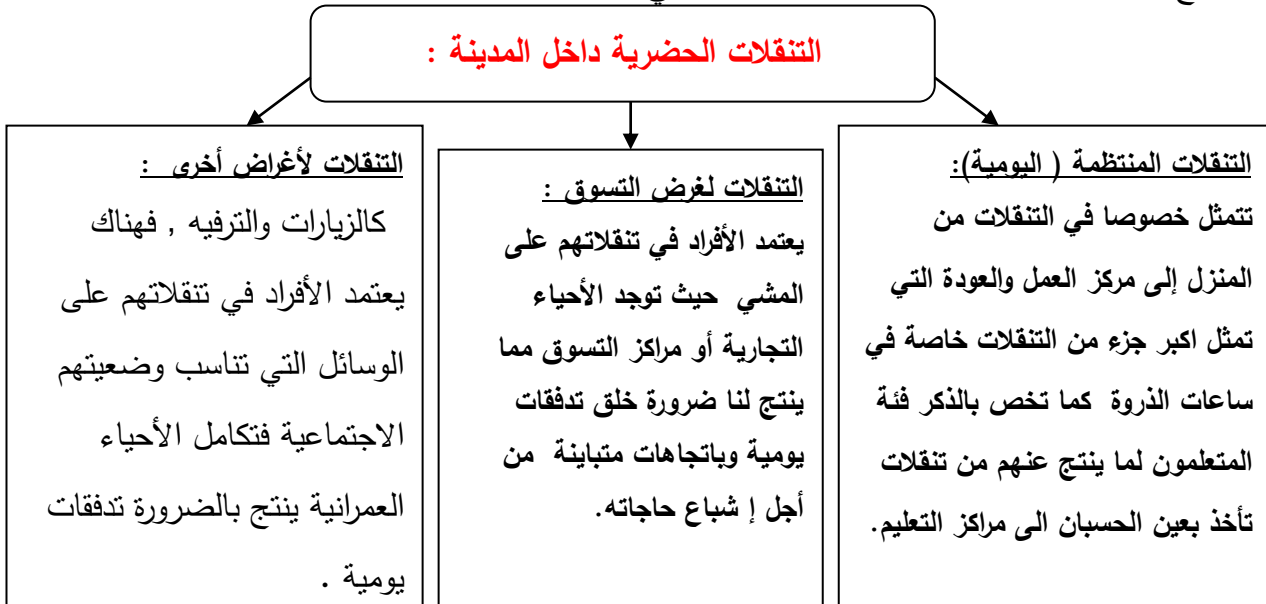 التنقلات الحضرية داخل المدينة :
التنقلات المنتظمة ( اليومية):
تتمثل خصوصا في التنقلات من
المنزل إلى مركز العمل والعودة التي
تمثل اكبر جزء من التنقلات خاصة في
ساعات الذروة كما تخص بالذكر فئة
المتعلمون لما ينتج عنهم من تنقلات
تأخذ بعين الحسبان الى مراكز التعليم.
التنقلات لغرض التسوق :
يعتمد الأفراد في تنقلاتهم على
المشي حيث توجد الأحياء
التجارية أو مراكز التسوق مما
ينتج لنا ضرورة خلق تدفقات
يومية وباتجاهات متباينة من
أجل إ شباع حاجاته.
التنقلات لأغراض أخرى :
كالزيارات والترفيه , فهناك
يعتمد الأفراد في تنقلاتهم على
الوسائل التي تناسب وضعيتهم
الاجتماعية فتكامل الأحياء
العمرانية ينتج بالضرورة تدفقات
يومية .